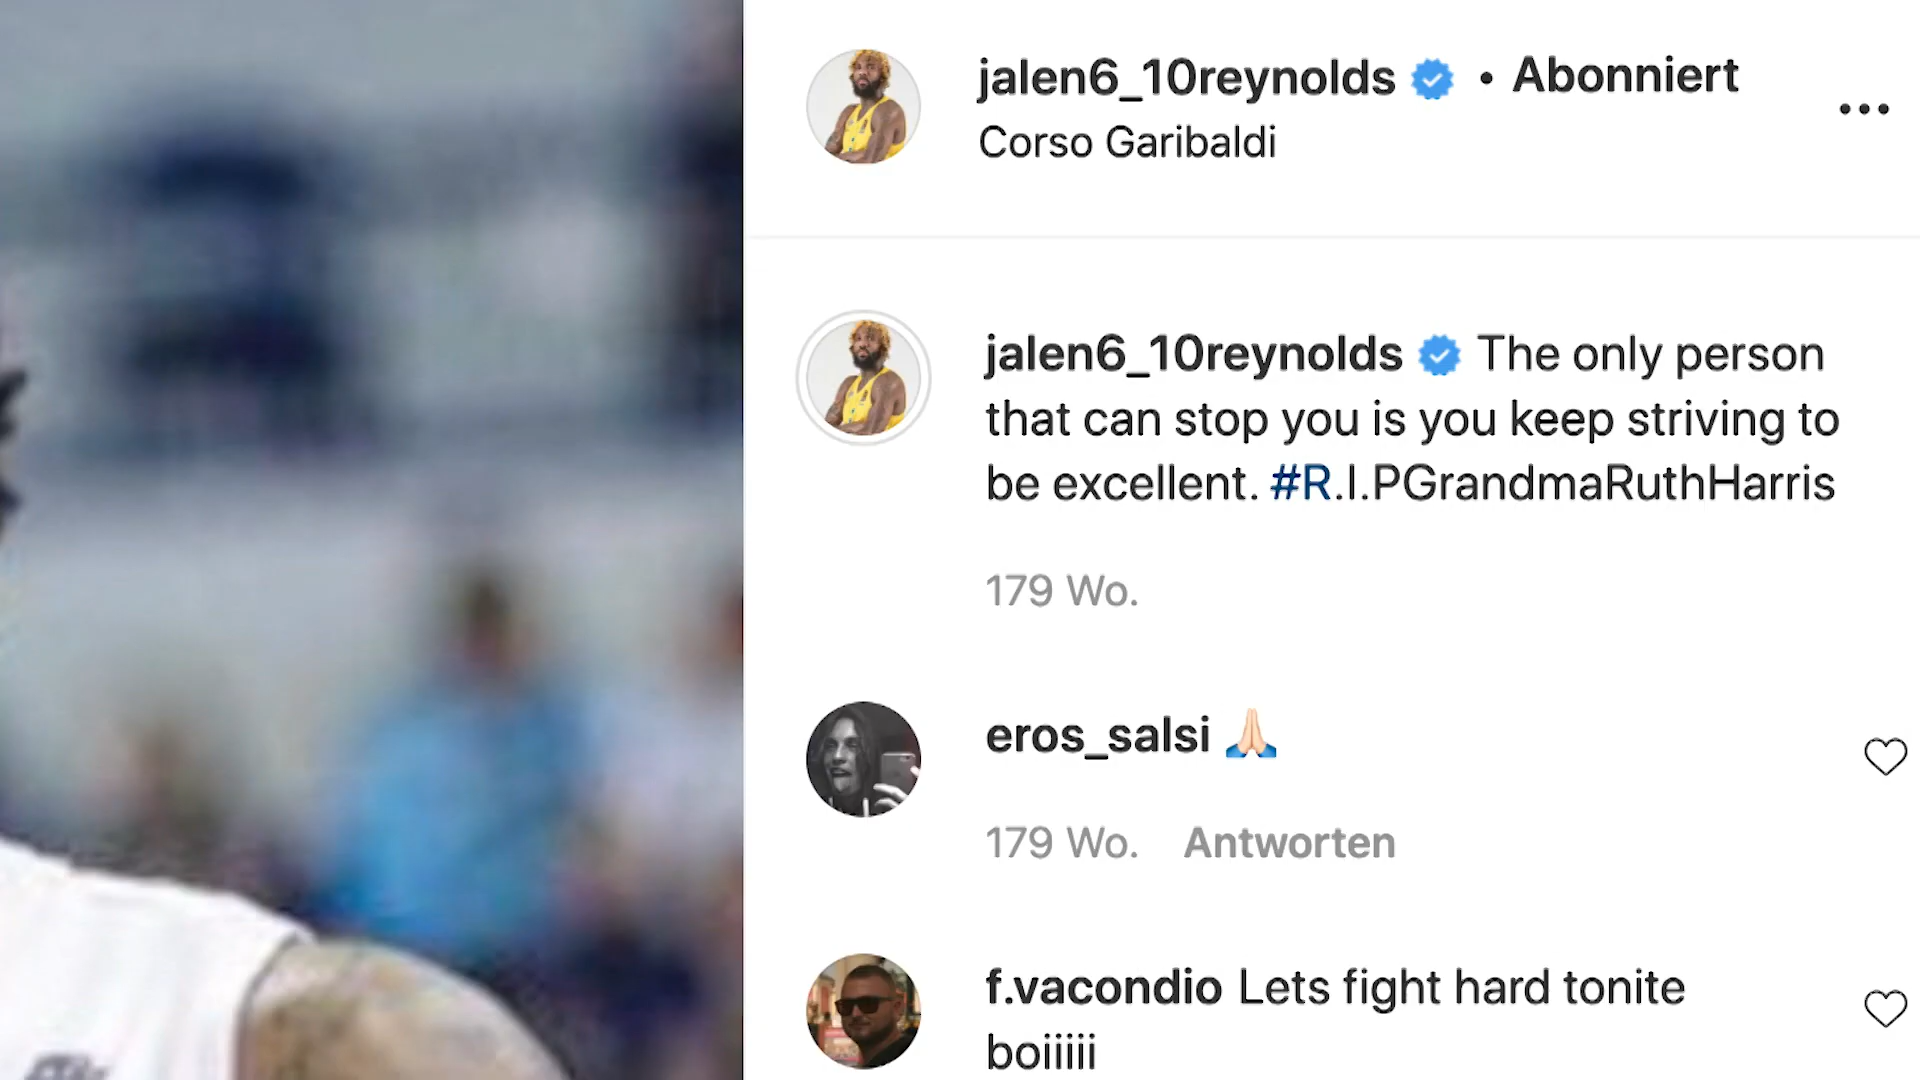 jalen6_10reynolds • Abonniert
Corso Garibaldi
jalen6_10reynolds The only person
that can stop you is you keep striving to
be excellent. #R.I.PGrandmaRuthHarris
179 Wo.
eros_salsi 🙏🏻
179 Wo. Antworten
f.vacondio Lets fight hard tonite
boiiiii